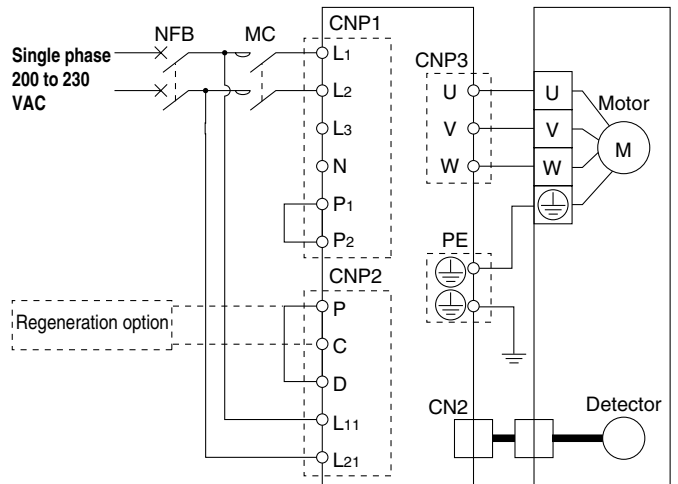 NFB MC CNP1
Single phase
200 to 230
VAC
L1
L2
L3
N
P1
P2
CNP3
U
V
W
U
V
W
Motor
M
PE
CNP2
Regeneration option
P
C
D
L11
L21
CN2
Detector